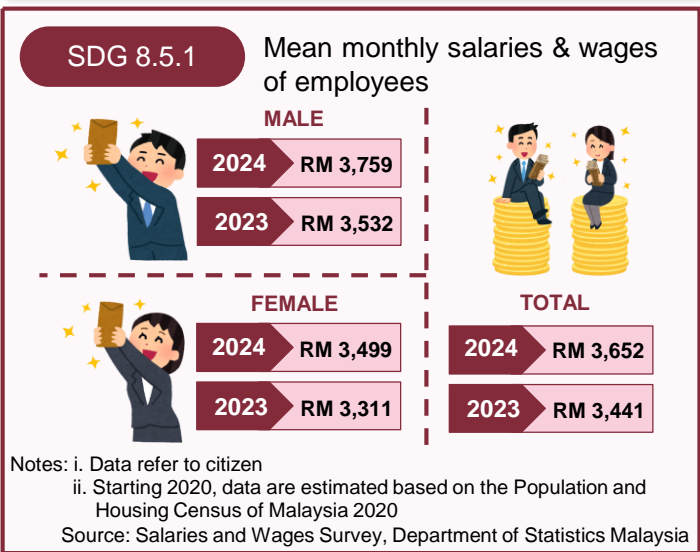 SDG 8.5.1
Mean monthly salaries & wages
of employees
MALE
2024 RM 3,759
2023 RM 3,532
FEMALE
2024 RM 3,499
2023 RM 3,311
TOTAL
2024 RM 3,652
2023 RM 3,441
Notes: i. Data refer to citizen
ii. Starting 2020, data are estimated based on the Population and
Housing Census of Malaysia 2020
Source: Salaries and Wages Survey, Department of Statistics Malaysia